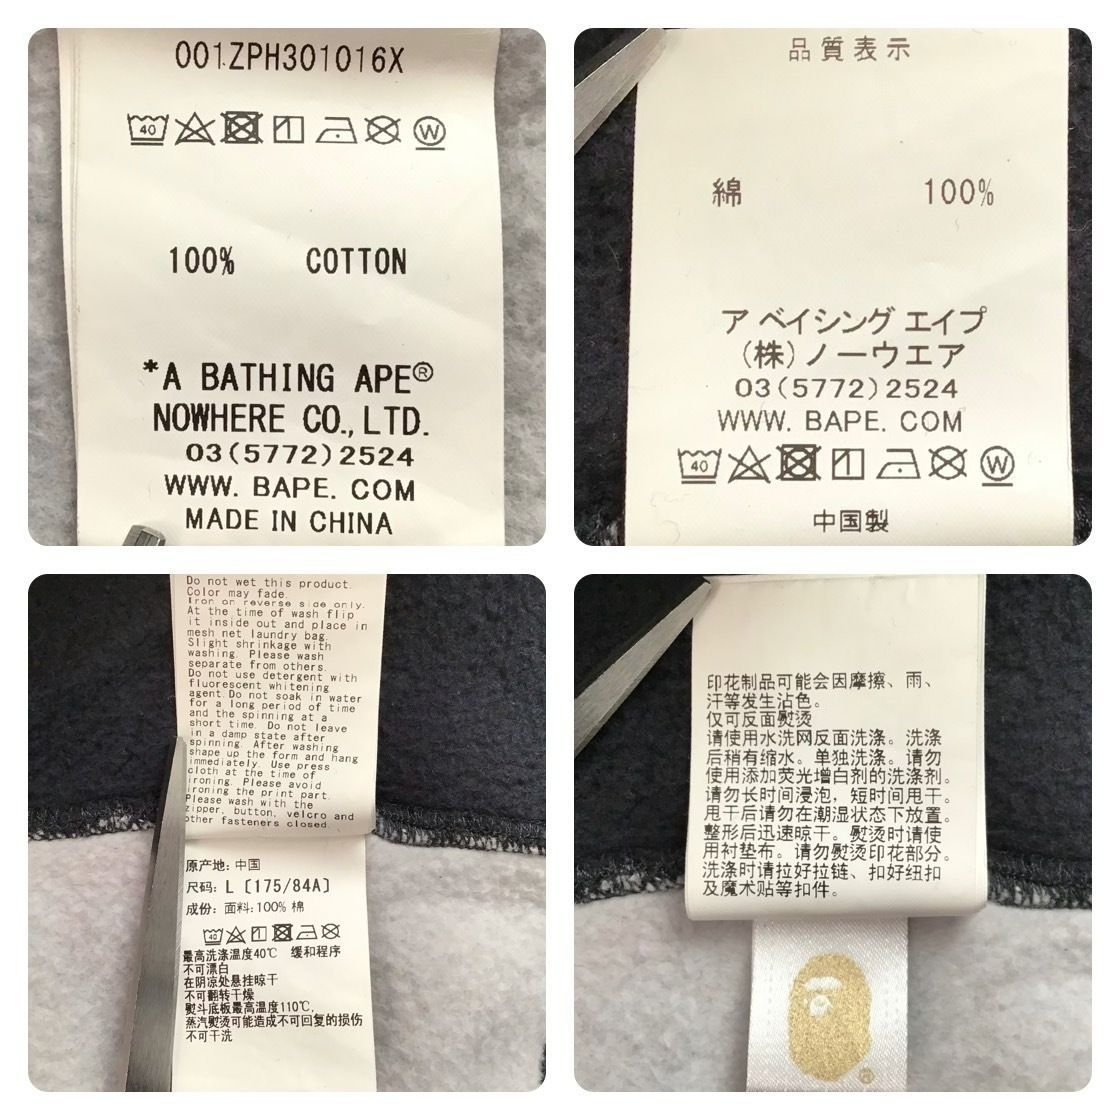 001ZPH301016X
40
W
100% COTTON
*A BATHING APE®
NOWHERE CO., LTD.
03(5772)2524
WWW. BAPE. COM
MADE IN CHINA
品質表示
綿 100%
ア ベイシング エイプ
(株)ノーウエア
03(5772)2524
WWW. BAPE. COM
40
W
中国製
Do not wet this product.
Color may fade.
Iron on reverse side only.
At the time of wash flip
it inside out and place in
mesh net laundry bag.
Slight shrinkage with
washing. Please wash
separate from others.
Do not use detergent with
fluorescent whitening
agent Do not soak in water
for a long period of time
and the spinning at a
short time. Do not leave
in a damp state after
spinning. After washing
shape up the form and hang
immediately. Use press
cloth at the time of
ironing. Please avoid
ironing the print part.
Please wash with the
zipper, button, velcro and
other fasteners closed.
原产地: 中国
尺码: L [175/84A]
成份: 面料: 100% 棉
40
最高洗涤温度40℃ 缓和程序
不可漂白
在阴凉处悬挂晾干
不可翻转干燥
熨斗底板最高温度110℃,
蒸汽熨烫可能造成不可回复的损伤
不可干洗
印花制品可能会因摩擦、雨、
汗等发生沾色。
仅可反面熨烫
请使用水洗网反面洗涤。洗涤
后稍有缩水。单独洗涤。请勿
使用添加荧光增白剂的洗涤剂。
请勿长时间浸泡，短时间甩干。
甩干后请勿在潮湿状态下放置。
整形后迅速晾干。熨烫时请使
用衬垫布。请勿熨烫印花部分。
洗涤时请拉好拉链、扣好纽扣
及魔术贴等扣件。
®